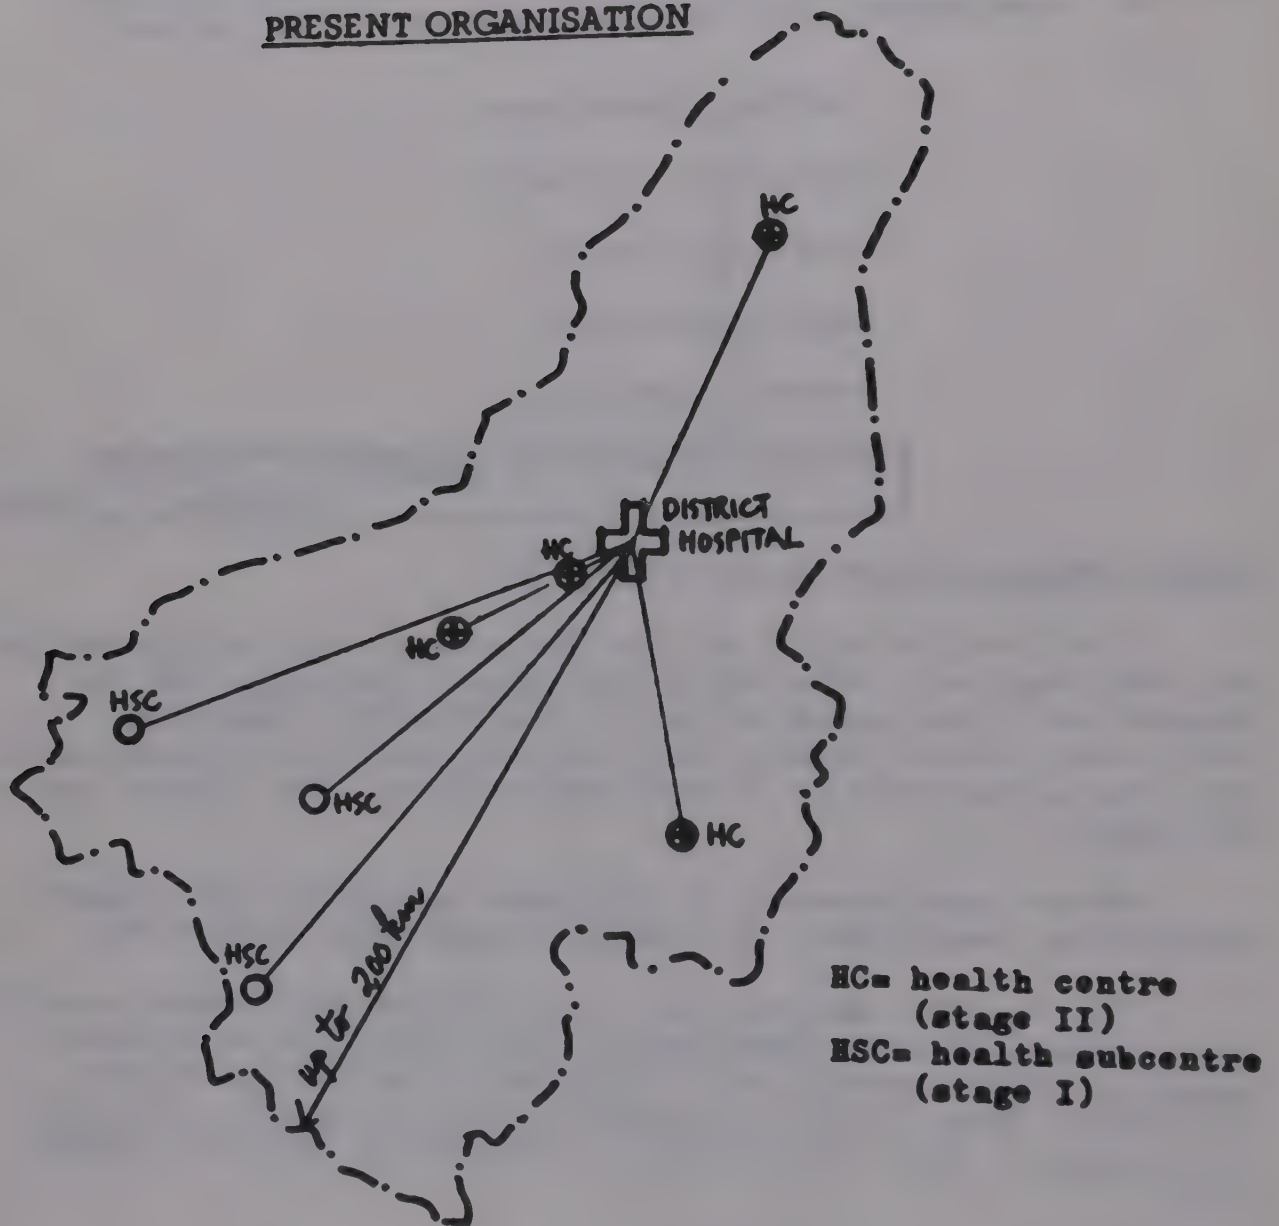 PRESENT ORGANISATION
HC
DISTRICT
HOSPITAL
HC
HC
HSC
HSC
HC
HSC
up to 200 km
HC= health centre
(stage II)
HSC= health subcentre
(stage I)